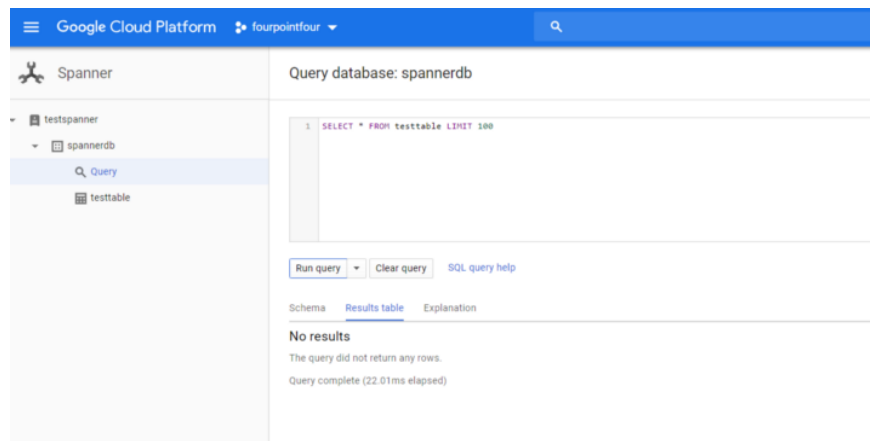 Google Cloud Platform fourpointfour
Spanner
Query database: spannerdb
testspanner
spannerdb
Query
testtable
1 SELECT * FROM testtable LIMIT 100
Run query Clear query SQL query help
Schema Results table Explanation
No results
The query did not return any rows.
Query complete (22.01ms elapsed)